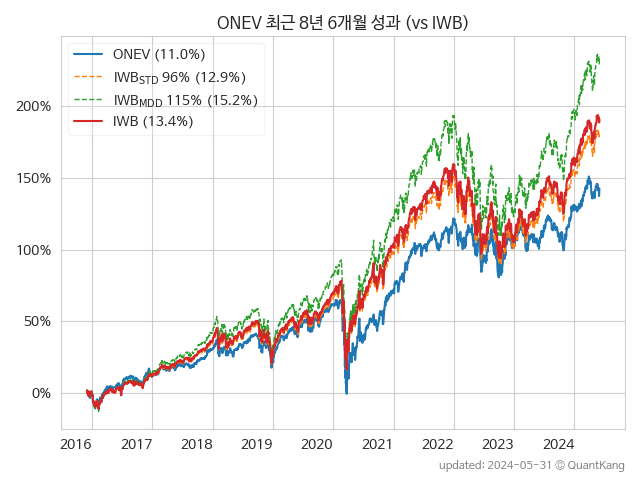 ONEV 최근 8년 6개월 성과 (vs IWB)
ONEV (11.0%)
IWBSTD 96% (12.9%)
IWBMDD 115% (15.2%)
IWB (13.4%)
200%
150%
100%
50%
0%
2016 2017 2018 2019 2020 2021 2022 2023 2024
updated: 2024-05-31 © QuantKang